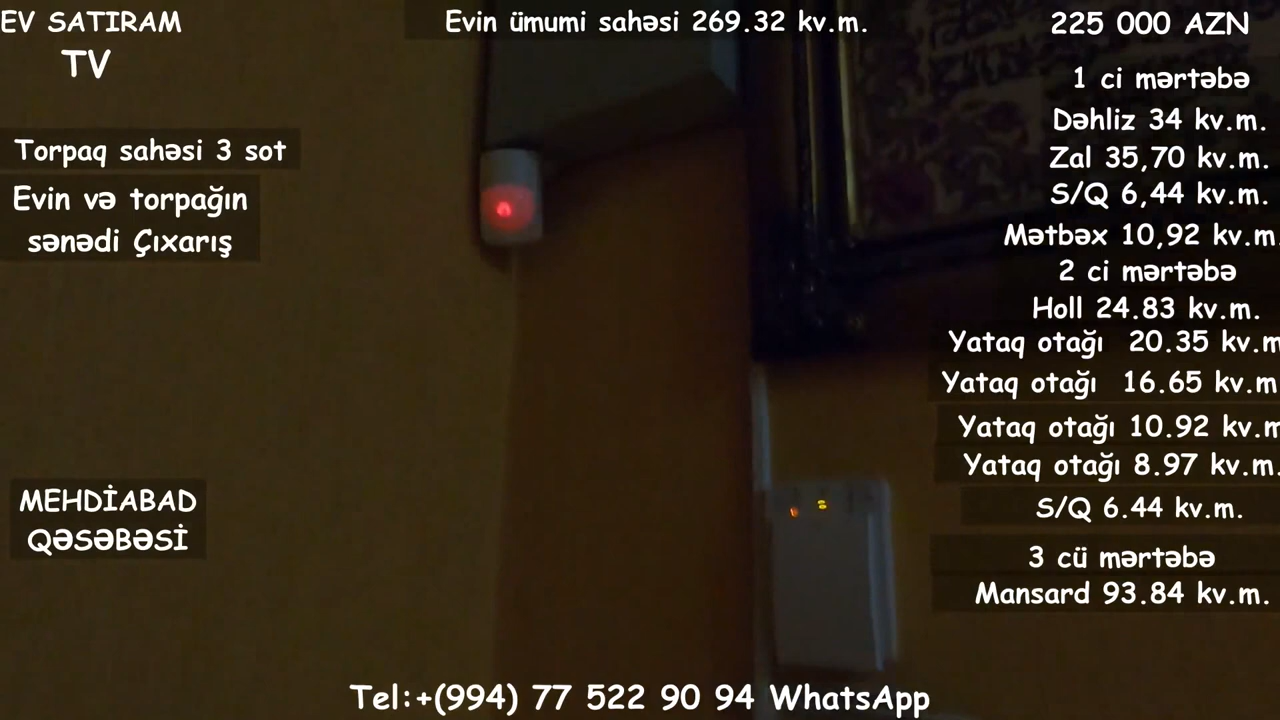 EV SATIRAM
TV
Evin ümumi sahəsi 269.32 kv.m.
225 000 AZN
Torpaq sahəsi 3 sot
Evin və torpağın
sənədi Çıxarış
MEHDİABAD
QƏSƏBƏSİ
1 ci mərtəbə
Dəhliz 34 kv.m.
Zal 35,70 kv.m.
S/Q 6,44 kv.m.
Mətbəx 10,92 kv.m.
2 ci mərtəbə
Holl 24.83 kv.m.
Yataq otağı 20.35 kv.m
Yataq otağı 16.65 kv.m
Yataq otağı 10.92 kv.m
Yataq otağı 8.97 kv.m.
S/Q 6.44 kv.m.
3 cü mərtəbə
Mansard 93.84 kv.m.
Tel:+(994) 77 522 90 94 WhatsApp